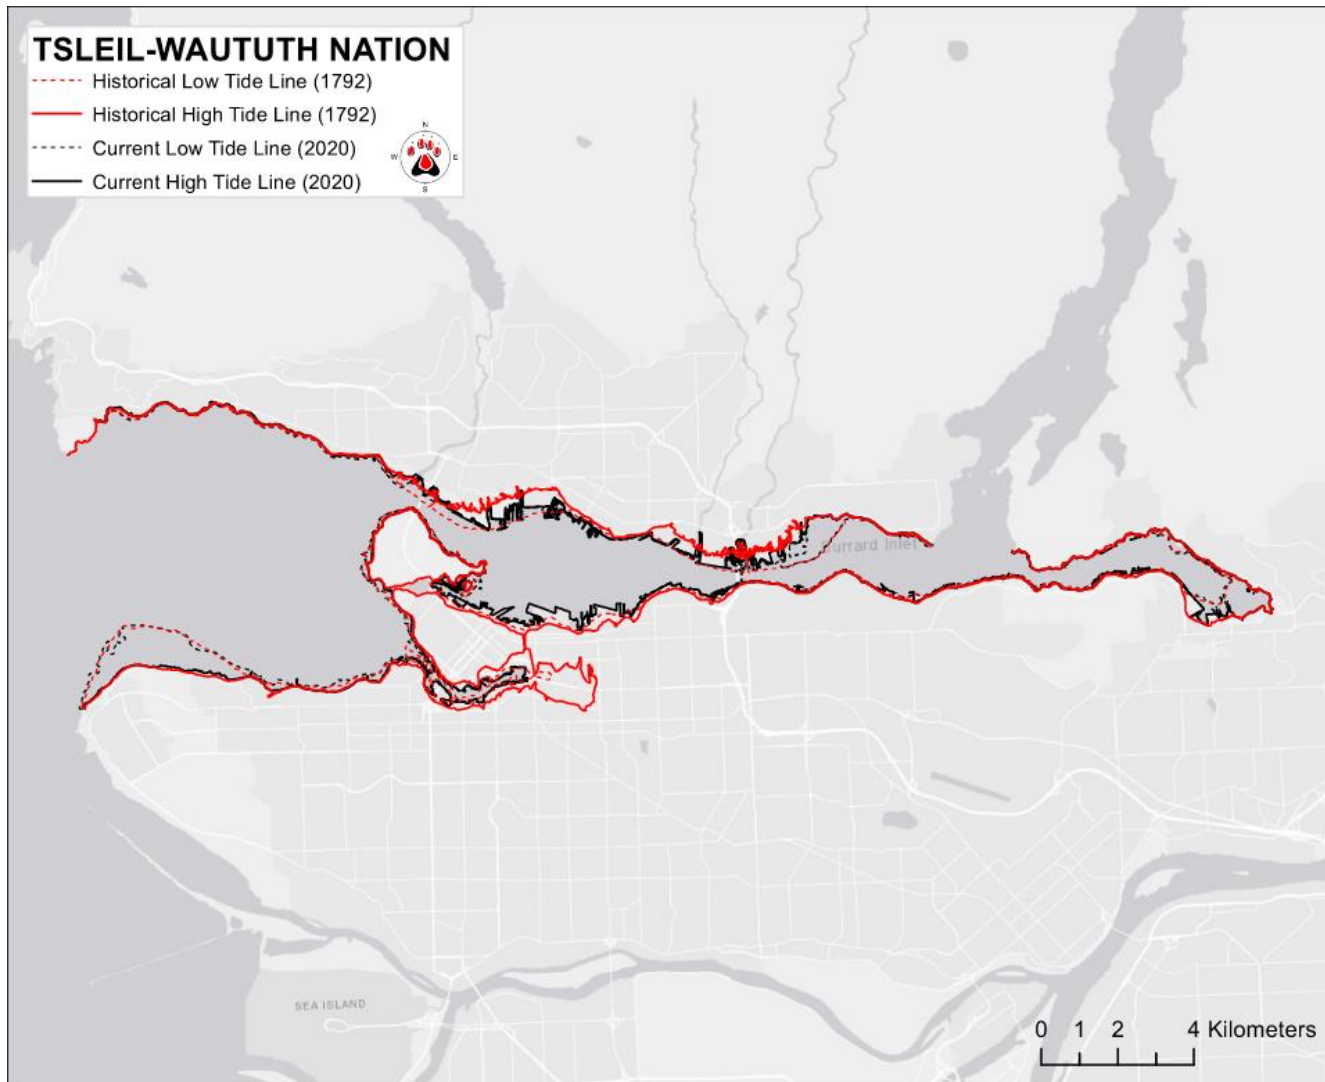 TSLEIL-WAUTUTH NATION
Historical Low Tide Line (1792)
Historical High Tide Line (1792)
Current Low Tide Line (2020)
Current High Tide Line (2020)
N
W E
S
Burrard Inlet
SEA ISLAND
0 1 2 4 Kilometers